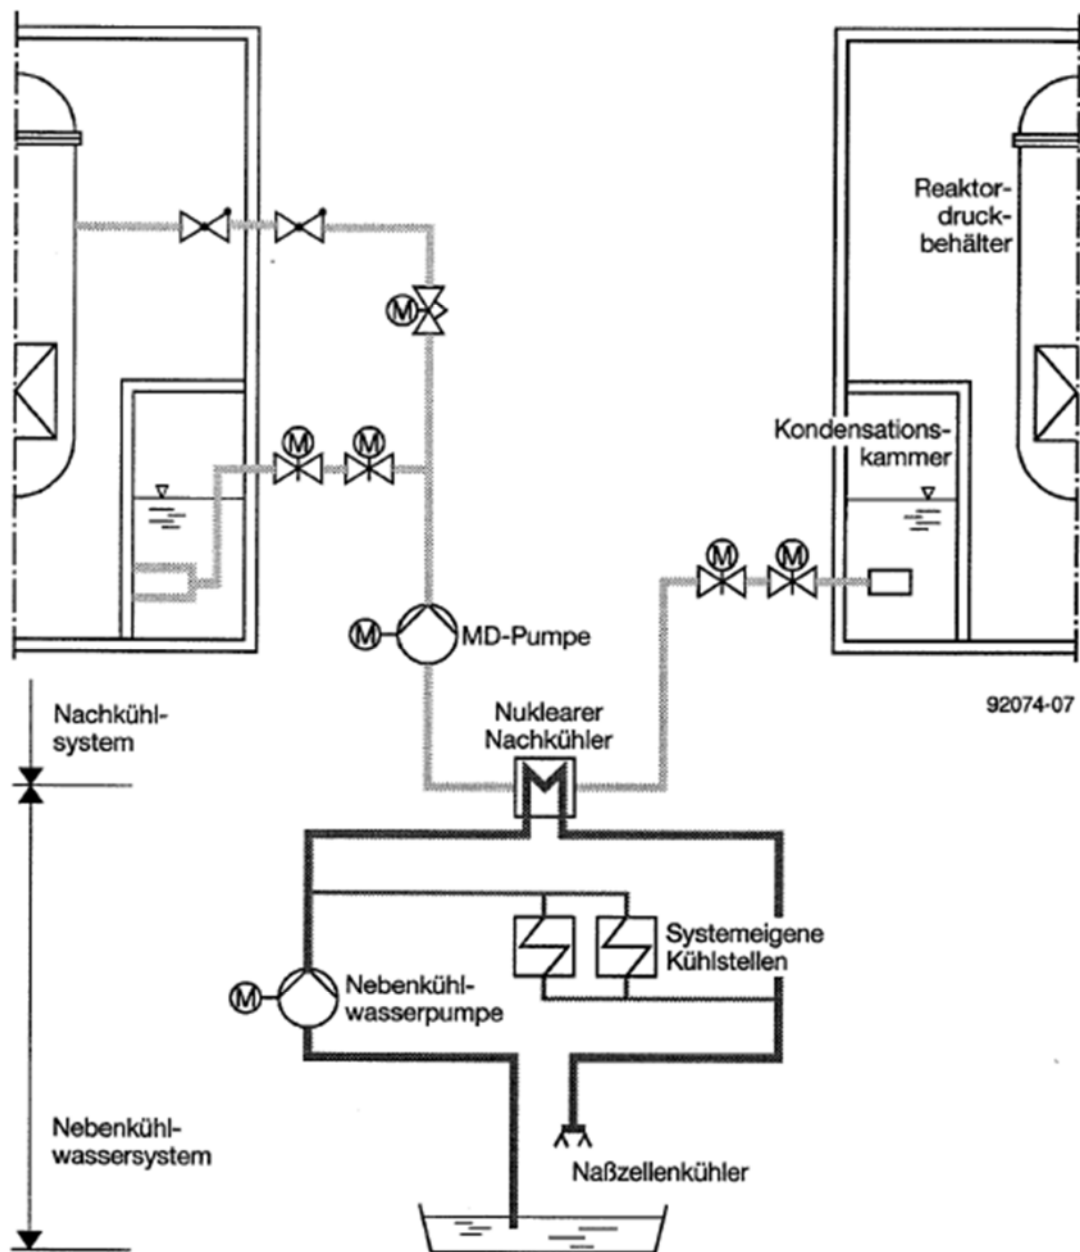 Reaktor-
druck-
behälter
M
Kondensations-
kammer
M
M
M
M
M
MD-Pumpe
92074-07
Nachkühl-
system
Nuklearer
Nachkühler
Systemeigene
Kühlstellen
M
Nebenkühl-
wasserpumpe
Nebenkühl-
wassersystem
Naßzellenkühler